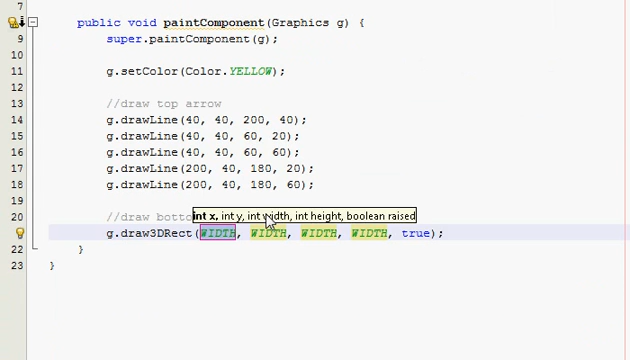 7
8 public void paintComponent(Graphics g) {
9 super.paintComponent(g);
10
11 g.setColor(Color.YELLOW);
12
13 //draw top arrow
14 g.drawLine(40, 40, 200, 40);
15 g.drawLine(40, 40, 60, 20);
16 g.drawLine(40, 40, 60, 60);
17 g.drawLine(200, 40, 180, 20);
18 g.drawLine(200, 40, 180, 60);
19
int x, int y, int width, int height, boolean raised
20 //draw botto
g.draw3DRect(WIDTH, WIDTH, WIDTH, WIDTH, true);
22 }
23 }